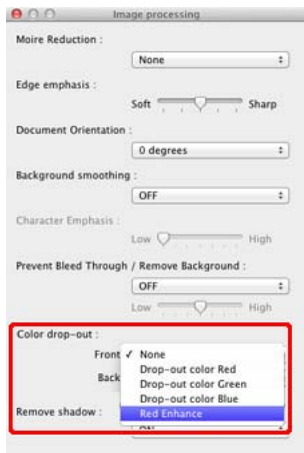 Image processing
Moire Reduction :
None
Edge emphasis :
Soft Sharp
Document Orientation :
0 degrees
Background smoothing :
OFF
Character Emphasis :
Low High
Prevent Bleed Through / Remove Background :
OFF
Low High
Color drop-out :
Front ✓ None
Drop-out color Red
Back Drop-out color Green
Drop-out color Blue
Remove shadow : Red Enhance
ON